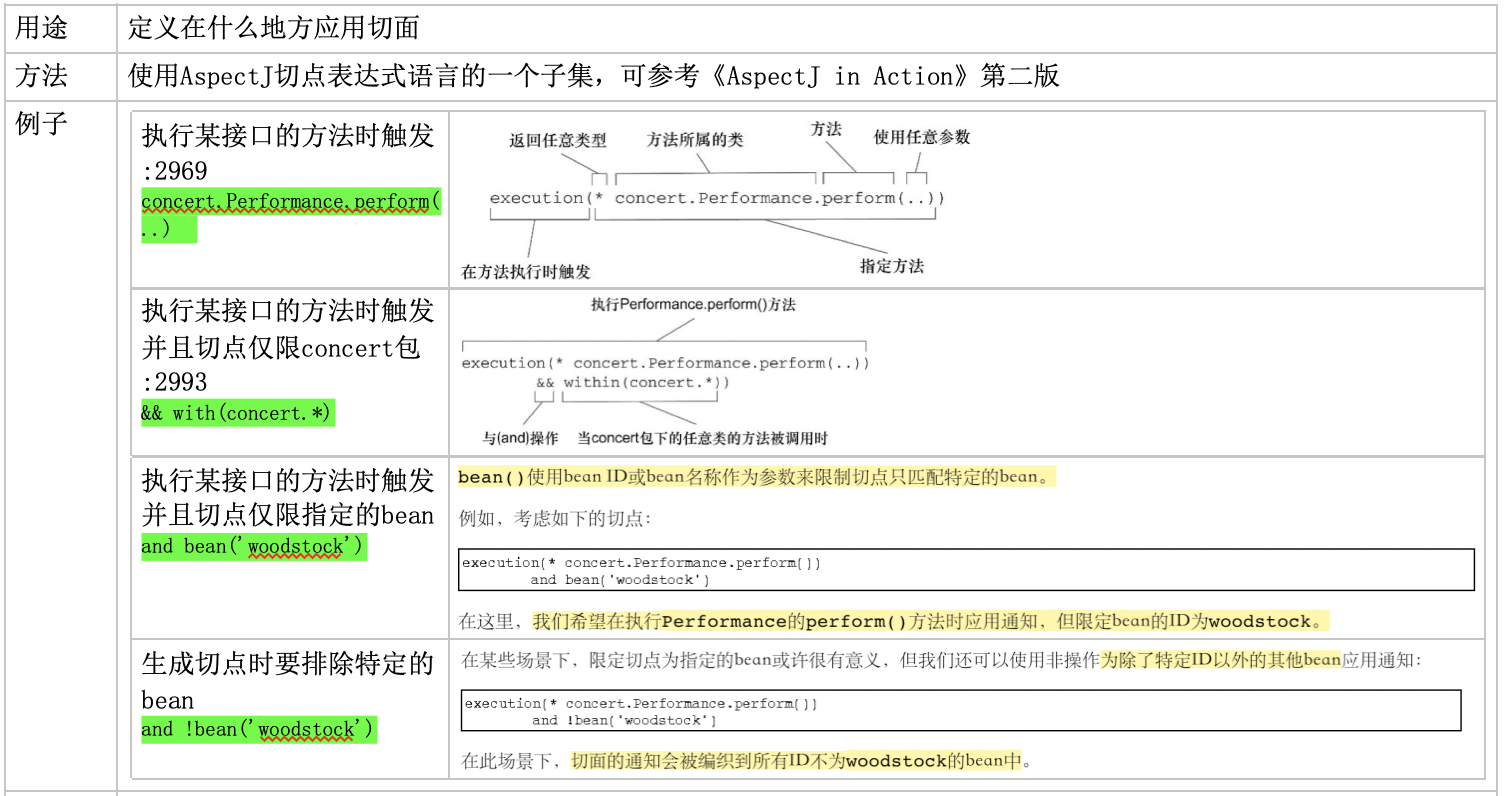 用途
定义在什么地方应用切面
方法
使用AspectJ切点表达式语言的一个子集，可参考《AspectJ in Action》第二版
例子
执行某接口的方法时触发
:2969
concert.Performance.perform(
..)
返回任意类型
方法所属的类
方法
使用任意参数
execution(* concert.Performance.perform(..))
在方法执行时触发
指定方法
执行某接口的方法时触发
并且切点仅限concert包
:2993
&& with(concert.*)
执行Performance.perform()方法
execution(* concert.Performance.perform(..))
&& within(concert.*))
与(and)操作
当concert包下的任意类的方法被调用时
执行某接口的方法时触发
并且切点仅限指定的bean
and bean('woodstock')
bean()使用bean ID或bean名称作为参数来限制切点只匹配特定的bean。
例如，考虑如下的切点：
execution(* concert.Performance.perform())
and bean('woodstock')
在这里，我们希望在执行Performance的perform()方法时应用通知，但限定bean的ID为woodstock。
生成切点时要排除特定的
bean
and !bean('woodstock')
在某些场景下，限定切点为指定的bean或许很有意义，但我们还可以使用非操作为除了特定ID以外的其他bean应用通知：
execution(* concert.Performance.perform())
and !bean('woodstock')
在此场景下，切面的通知会被编织到所有ID不为woodstock的bean中。